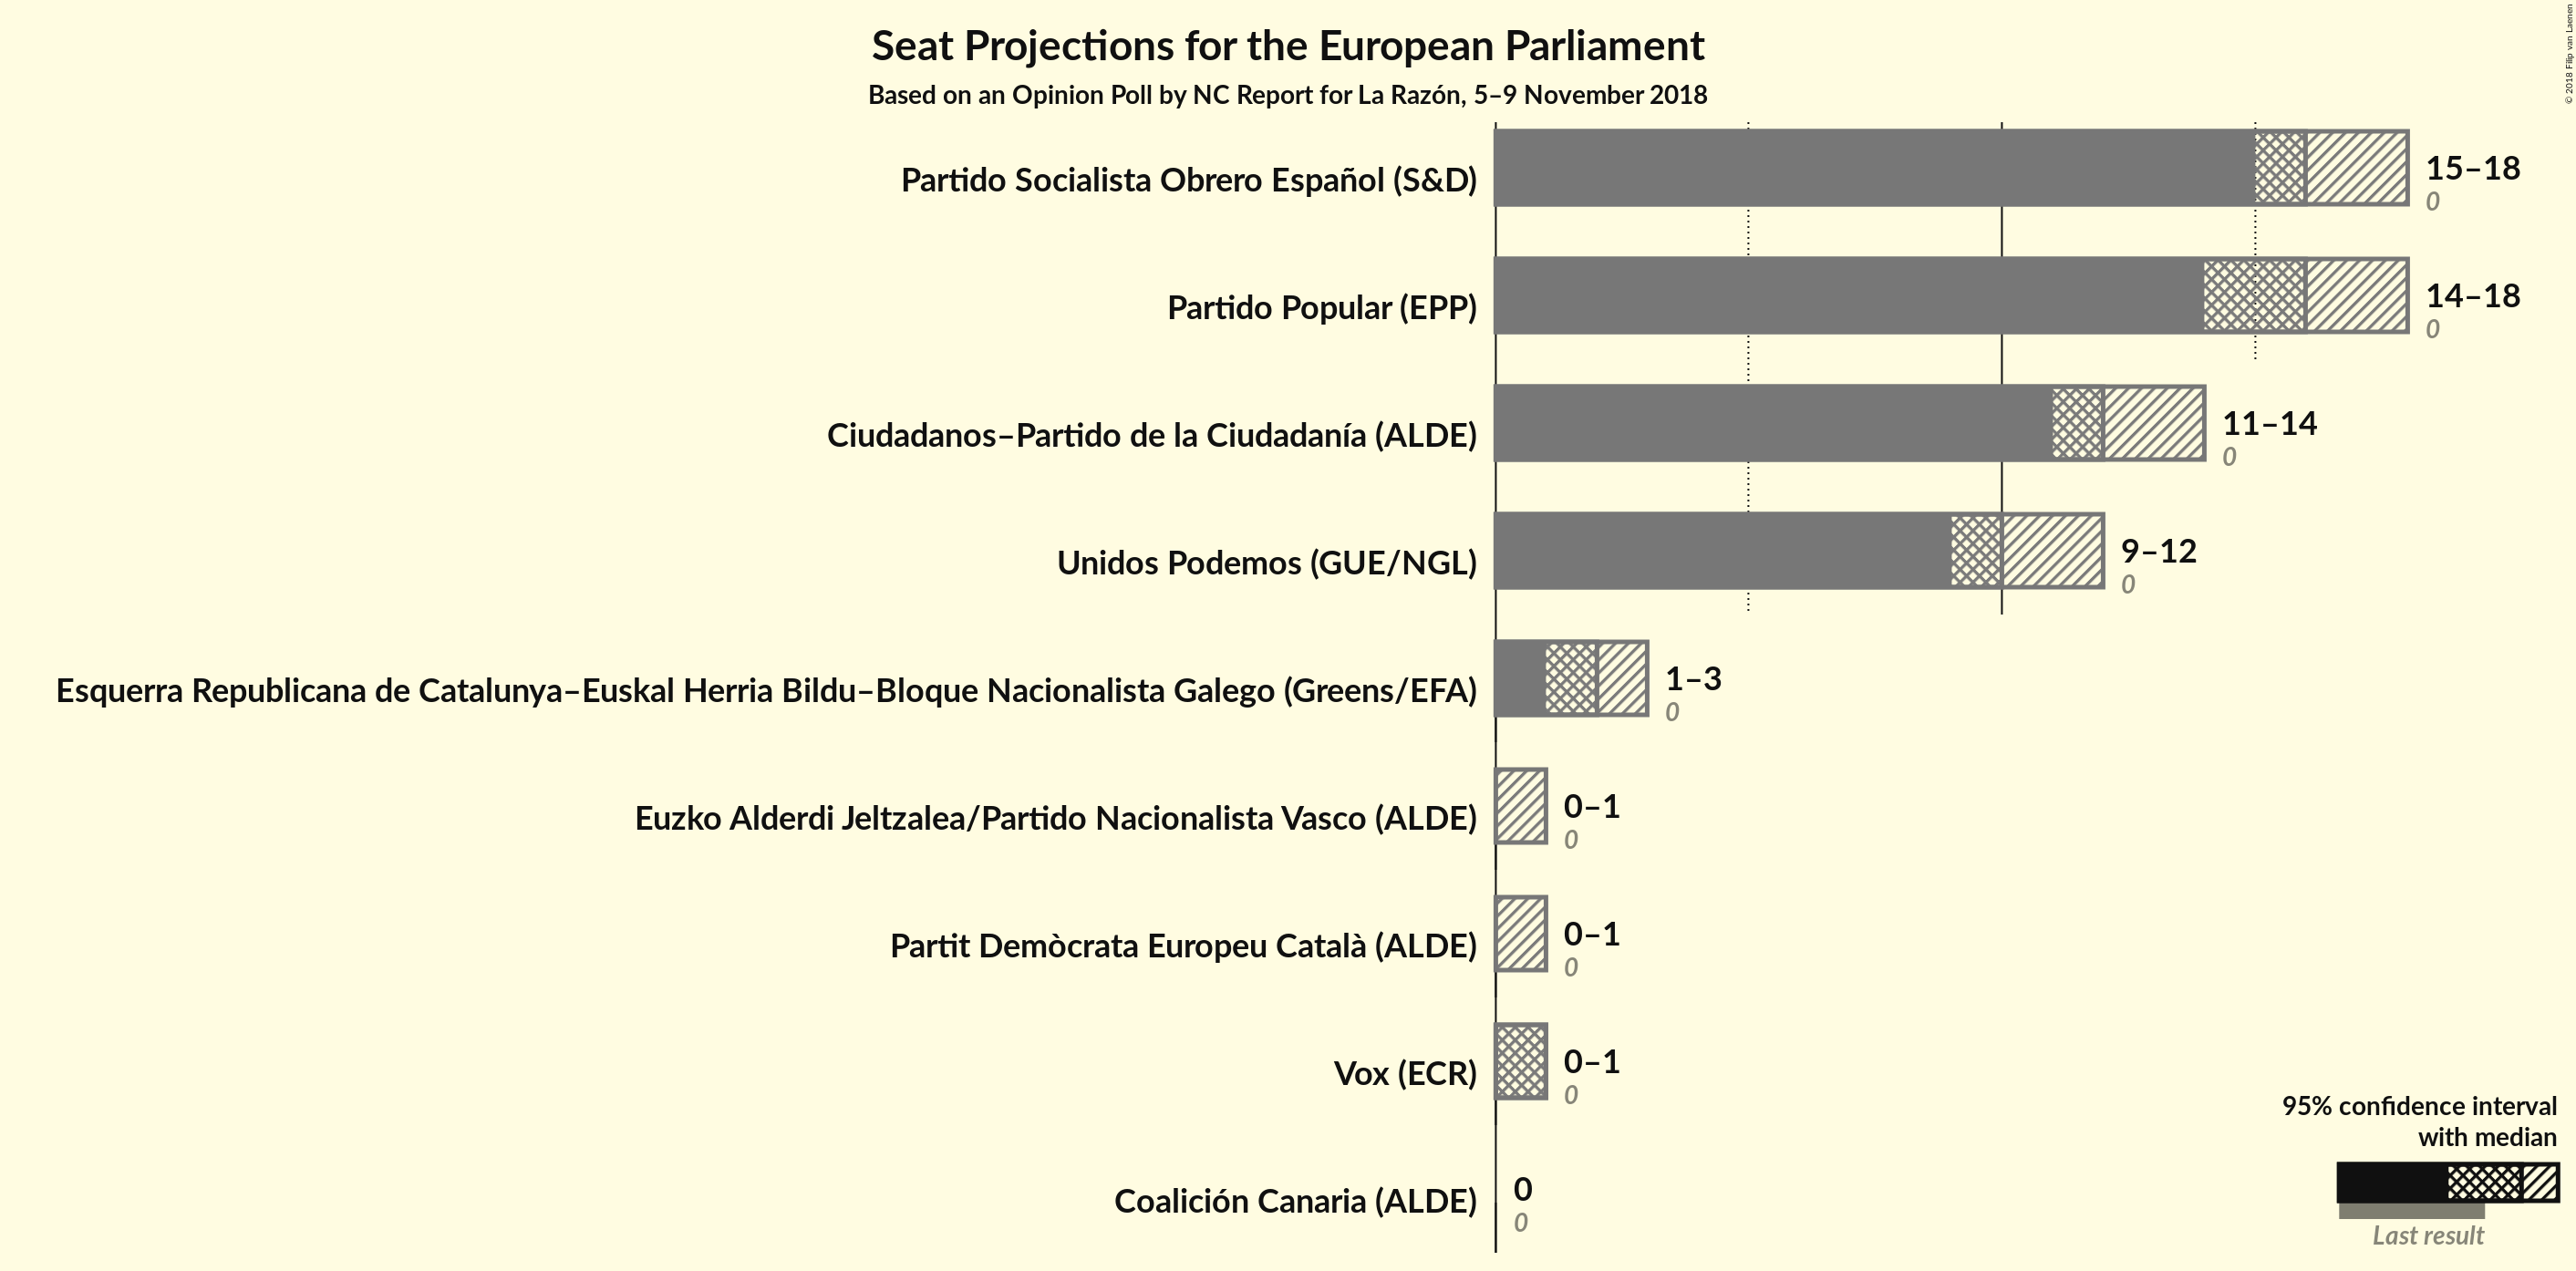 Seat Projections for the European Parliament
Based on an Opinion Poll by NC Report for La Razón, 5–9 November 2018
© 2018 Filip van Laenen
Partido Socialista Obrero Español (S&D)
15–18
0
Partido Popular (EPP)
14–18
0
Ciudadanos–Partido de la Ciudadanía (ALDE)
11–14
0
Unidos Podemos (GUE/NGL)
9–12
0
Esquerra Republicana de Catalunya–Euskal Herria Bildu–Bloque Nacionalista Galego (Greens/EFA)
1–3
0
Euzko Alderdi Jeltzalea/Partido Nacionalista Vasco (ALDE)
0–1
0
Partit Demòcrata Europeu Català (ALDE)
0–1
0
Vox (ECR)
0–1
0
Coalición Canaria (ALDE)
0
0
95% confidence interval
with median
Last result